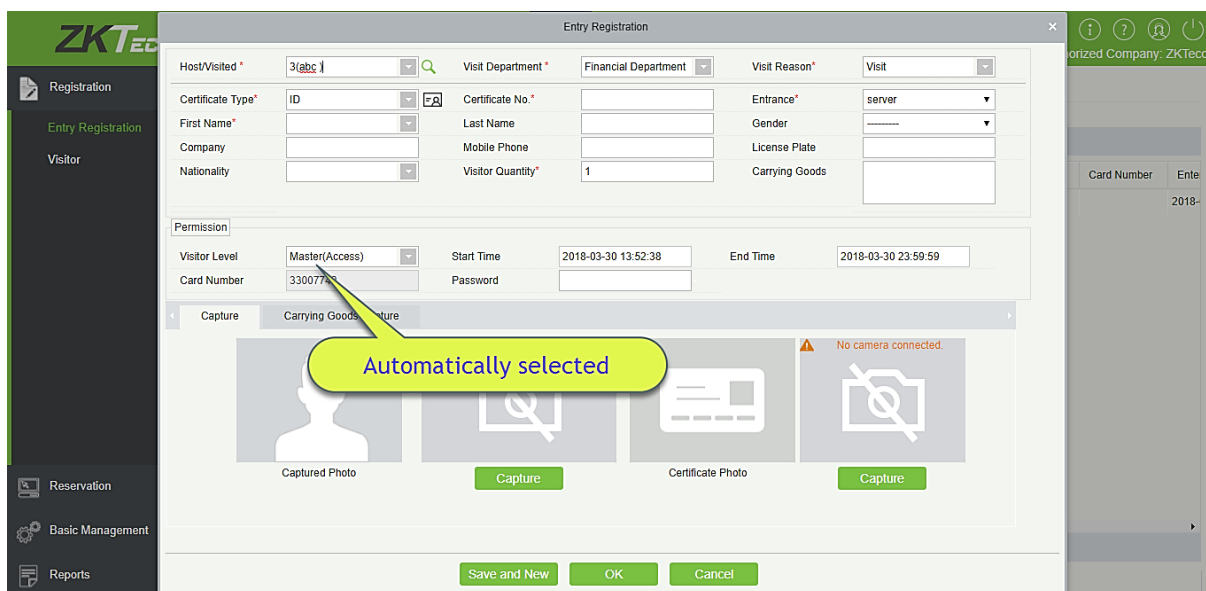 Entry Registration
ZKTec
orized Company: ZKTeco
Registration
Entry Registration
Visitor
Reservation
Basic Management
Reports
Host/Visited * 3(abc ) Visit Department * Financial Department Visit Reason* Visit
Certificate Type* ID Certificate No.* Entrance* server
First Name* Last Name Gender ---------
Company Mobile Phone License Plate
Nationality Visitor Quantity* 1 Carrying Goods
Permission
Visitor Level Master(Access) Start Time 2018-03-30 13:52:38 End Time 2018-03-30 23:59:59
Card Number Password
Capture Carrying Goods
Automatically selected
No camera connected.
Captured Photo Capture Certificate Photo Capture
Save and New OK Cancel
Card Number Ente
2018-